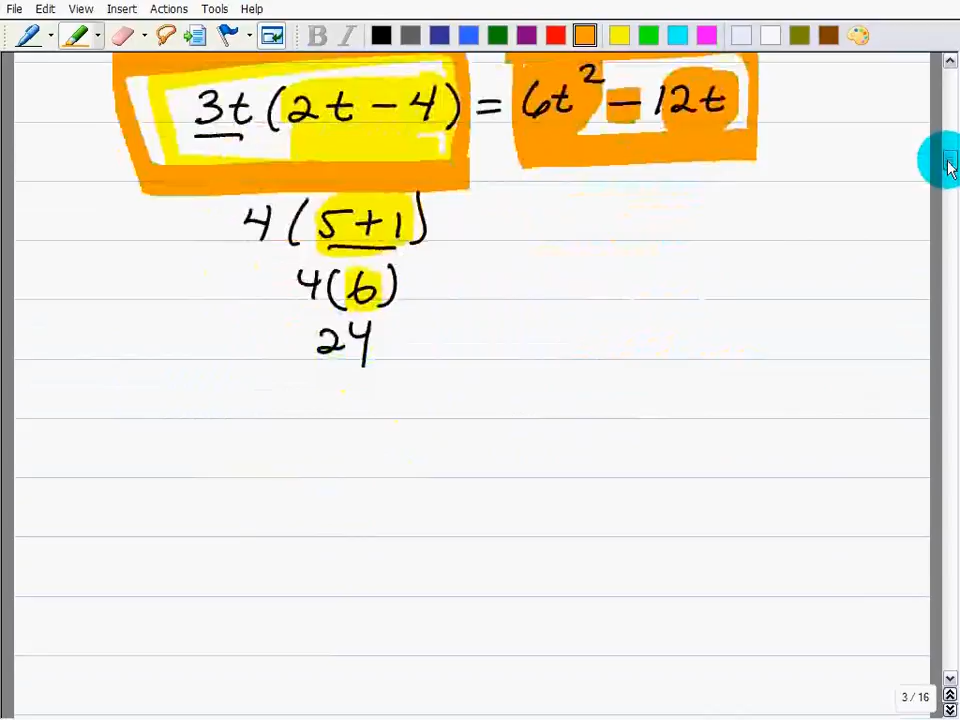 File Edit View Insert Actions Tools Help
B I
3t(2t - 4) = 6t² - 12t
4(5+1)
4(6)
24
3 / 16